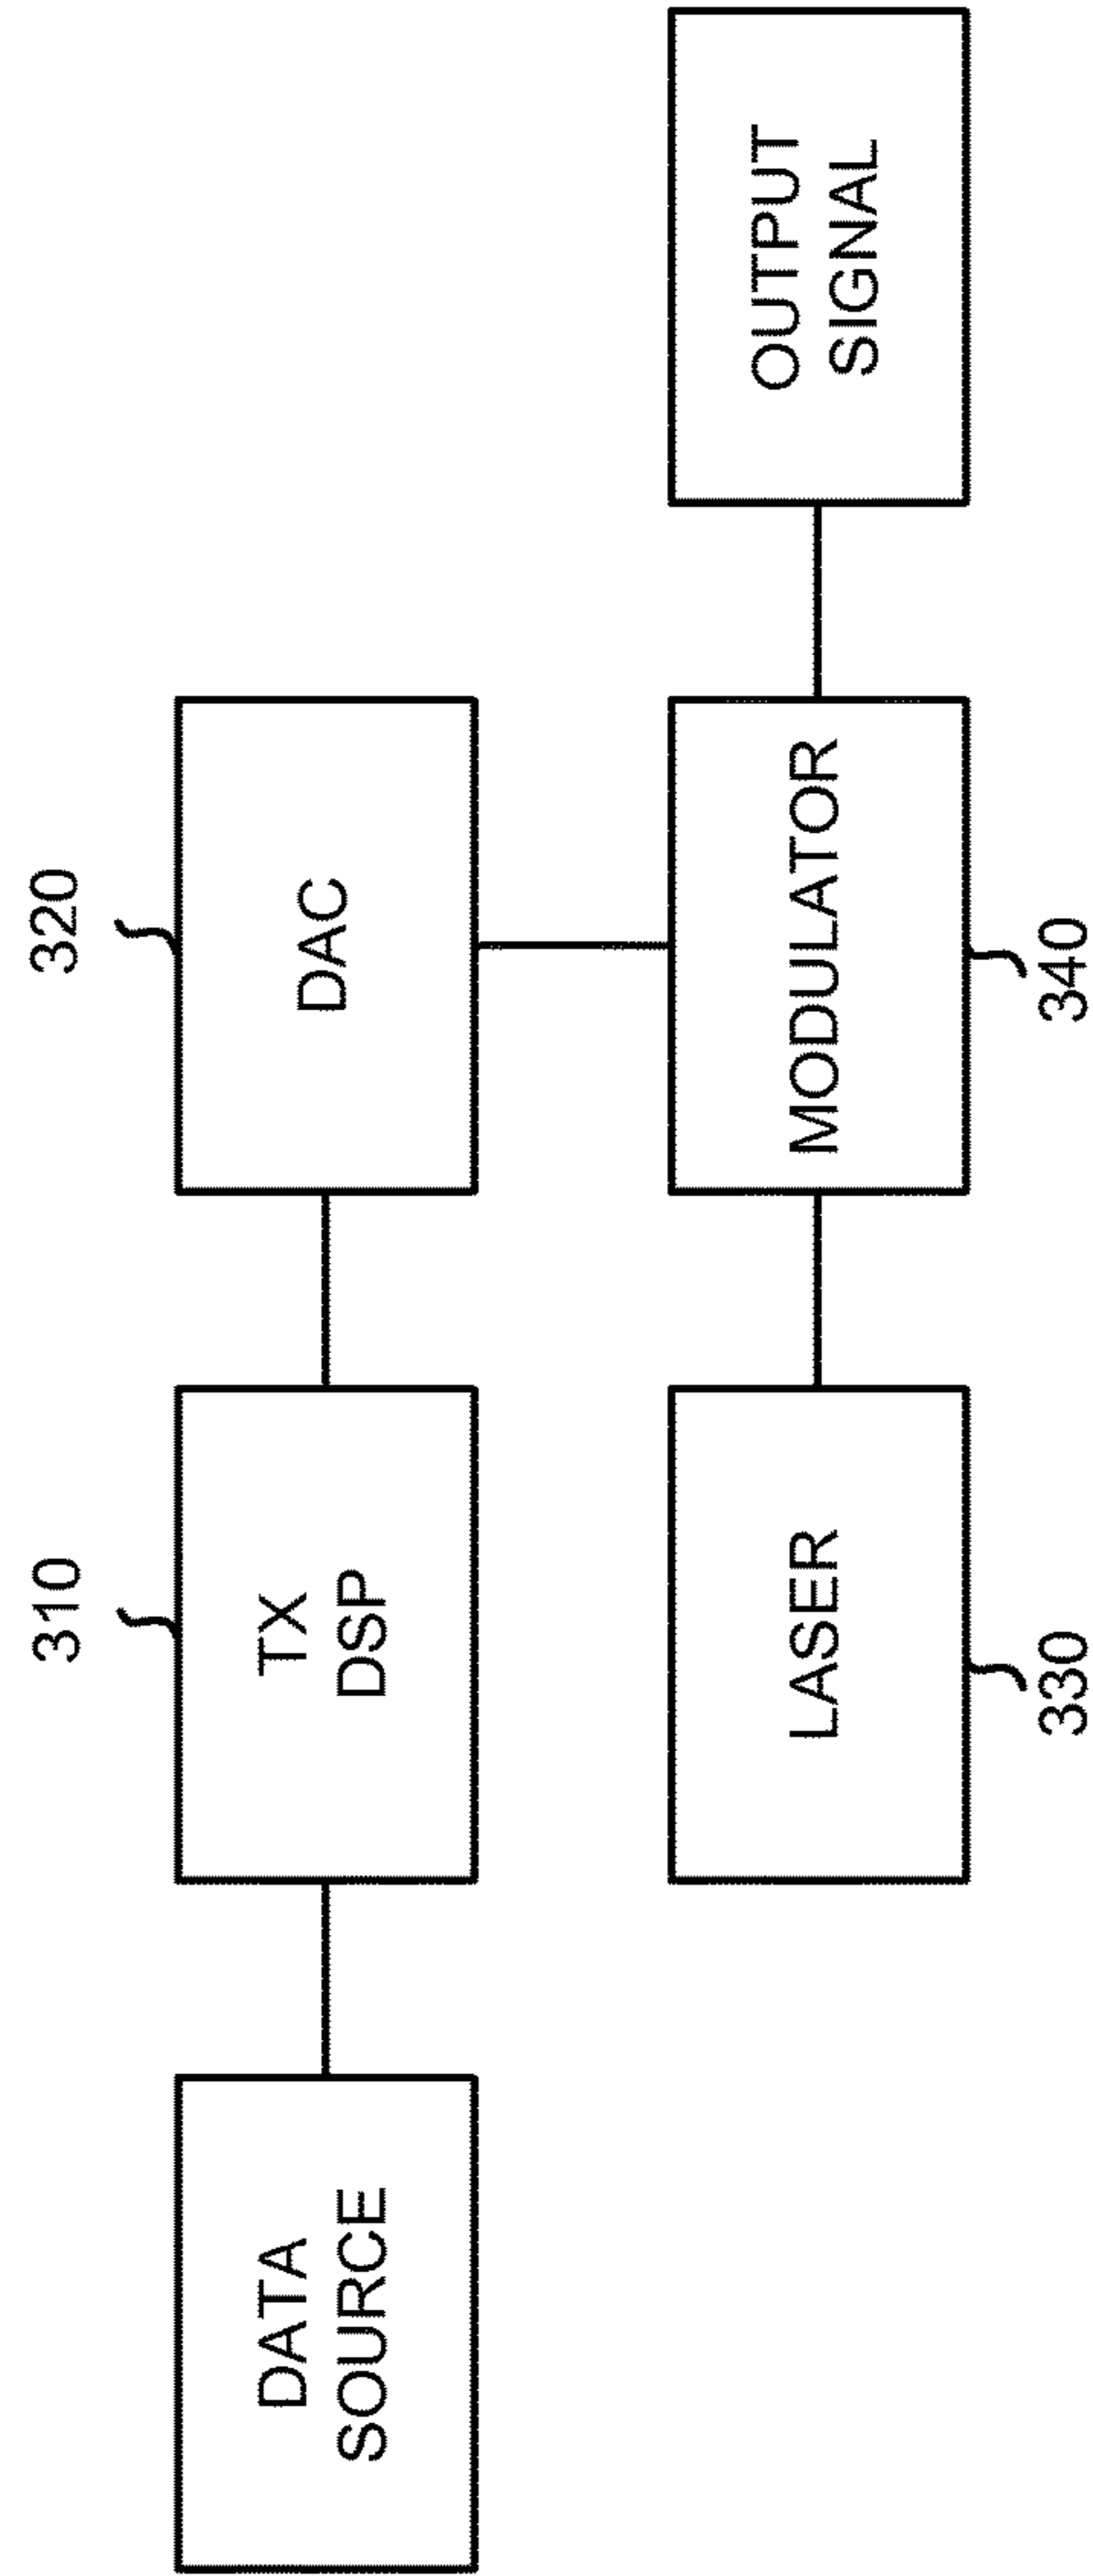 310
320
DATA
SOURCE
TX
DSP
DAC
LASER
MODULATOR
OUTPUT
SIGNAL
330
340